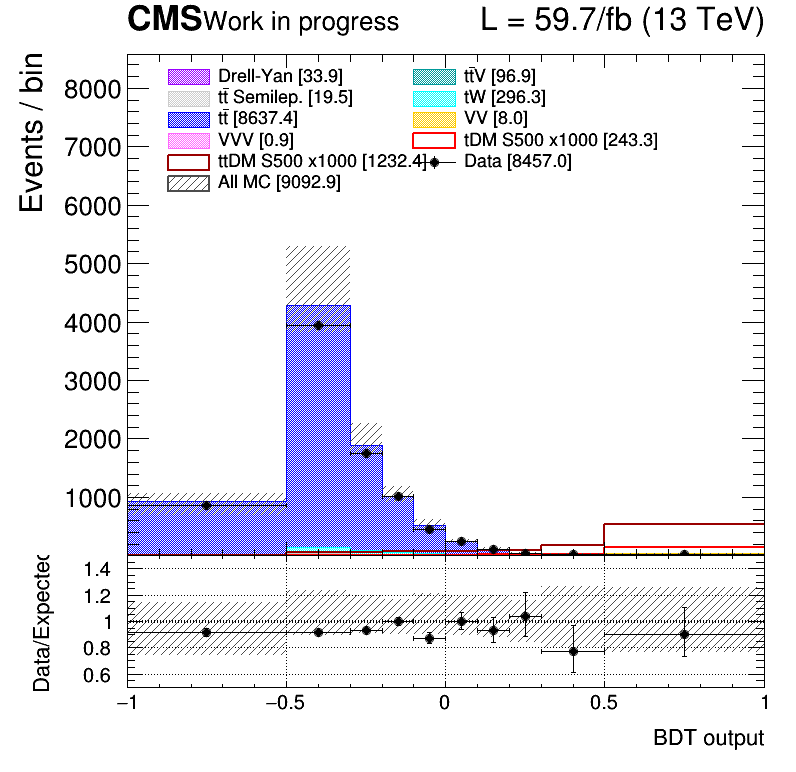 CMS Work in progress L = 59.7/fb (13 TeV)
Events / bin
Drell-Yan [33.9] tt̄V [96.9]
tt̄ Semilep. [19.5] tW [296.3]
tt̄ [8637.4] VV [8.0]
VVV [0.9] tDM S500 x1000 [243.3]
ttDM S500 x1000 [1232.4] Data [8457.0]
All MC [9092.9]
8000
7000
6000
5000
4000
3000
2000
1000
Data/Expected
1.4
1.2
1
0.8
0.6
−1 −0.5 0 0.5 1
BDT output